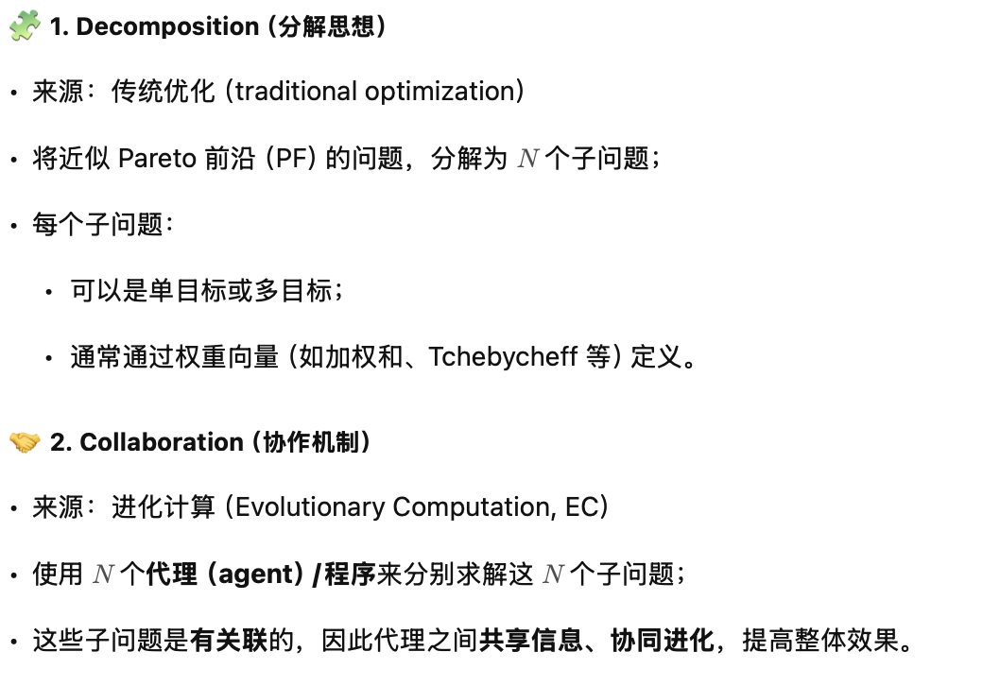 🧩 1. Decomposition（分解思想）
• 来源：传统优化（traditional optimization）
• 将近似 Pareto 前沿（PF）的问题，分解为 N 个子问题；
• 每个子问题：
• 可以是单目标或多目标；
• 通常通过权重向量（如加权和、Tchebycheff 等）定义。
🤝 2. Collaboration（协作机制）
• 来源：进化计算（Evolutionary Computation, EC）
• 使用 N 个代理（agent）/程序来分别求解这 N 个子问题；
• 这些子问题是有关联的，因此代理之间共享信息、协同进化，提高整体效果。